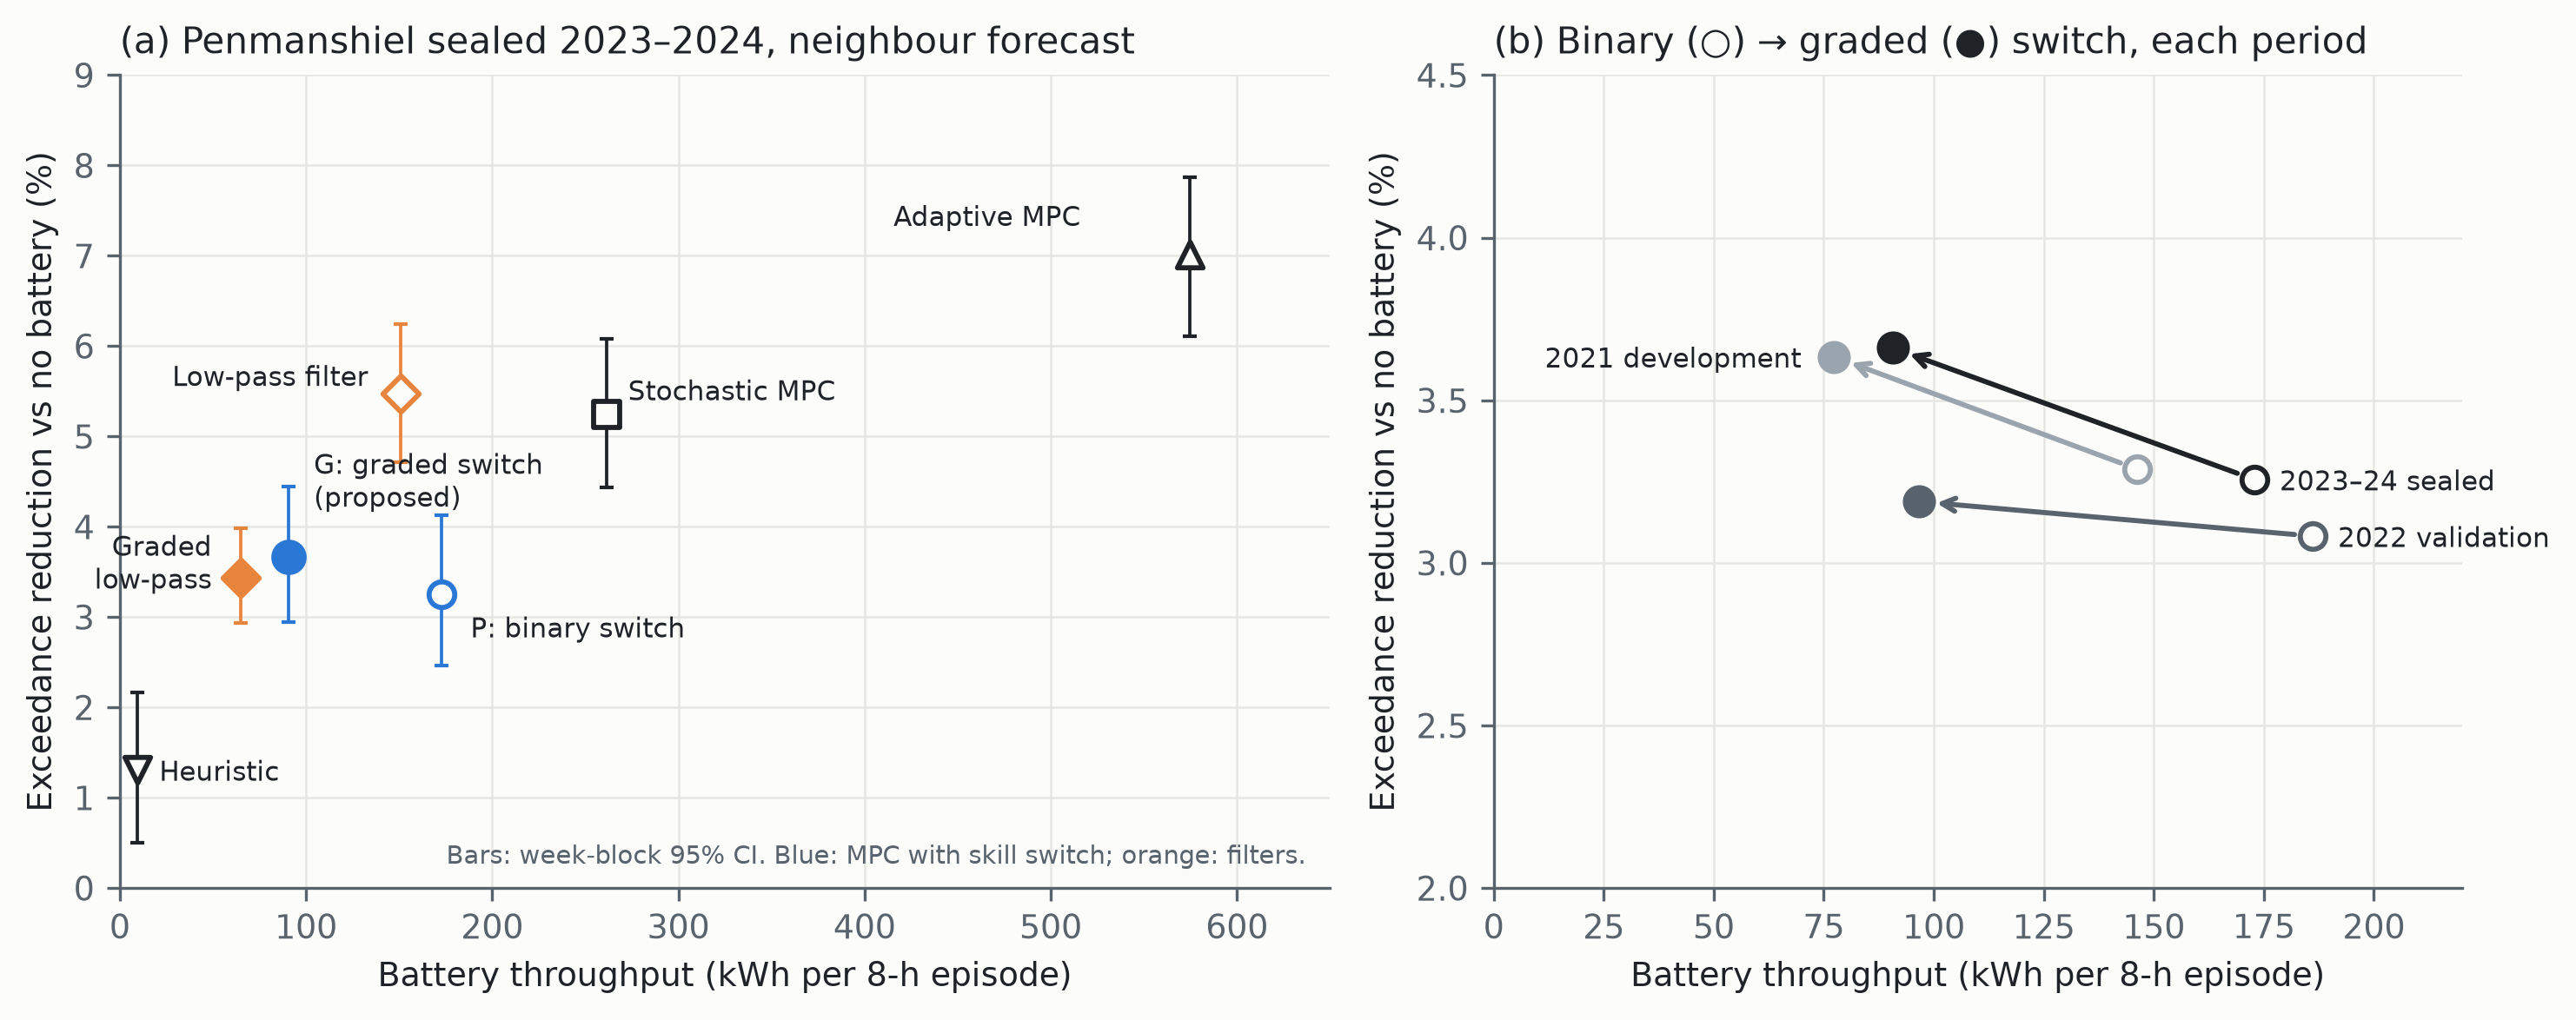 (a) Penmanshiel sealed 2023–2024, neighbour forecast
Exceedance reduction vs no battery (%)
9
8
7
6
5
4
3
2
1
0
Adaptive MPC
Low-pass filter
Stochastic MPC
G: graded switch
(proposed)
Graded
low-pass
P: binary switch
Heuristic
Bars: week-block 95% CI. Blue: MPC with skill switch; orange: filters.
0 100 200 300 400 500 600
Battery throughput (kWh per 8-h episode)
(b) Binary (○) → graded (●) switch, each period
Exceedance reduction vs no battery (%)
4.5
4.0
3.5
3.0
2.5
2.0
2021 development
2023–24 sealed
2022 validation
0 25 50 75 100 125 150 175 200
Battery throughput (kWh per 8-h episode)